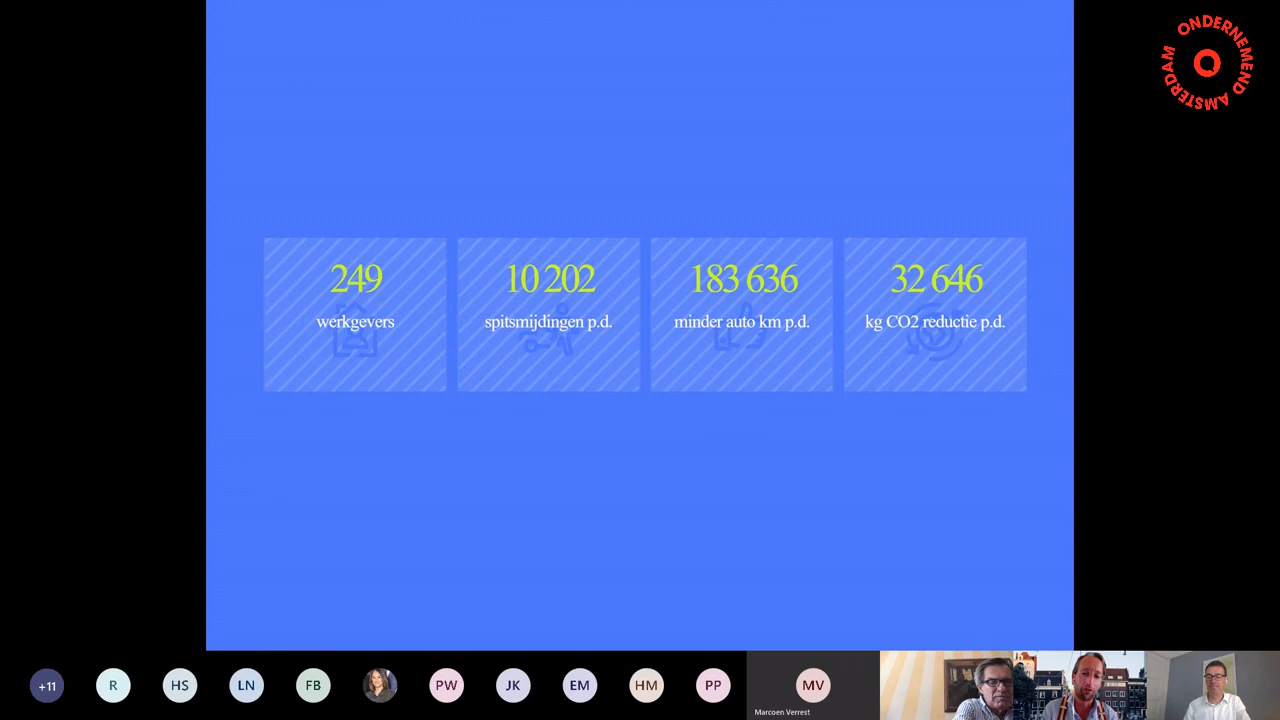 ONDERNEMEND AMSTERDAM
249
werkgevers
10 202
spitsmijdingen p.d.
183 636
minder auto km p.d.
32 646
kg CO2 reductie p.d.
+11
R
HS
LN
FB
PW
JK
EM
HM
PP
MV
Marcoen Verrest